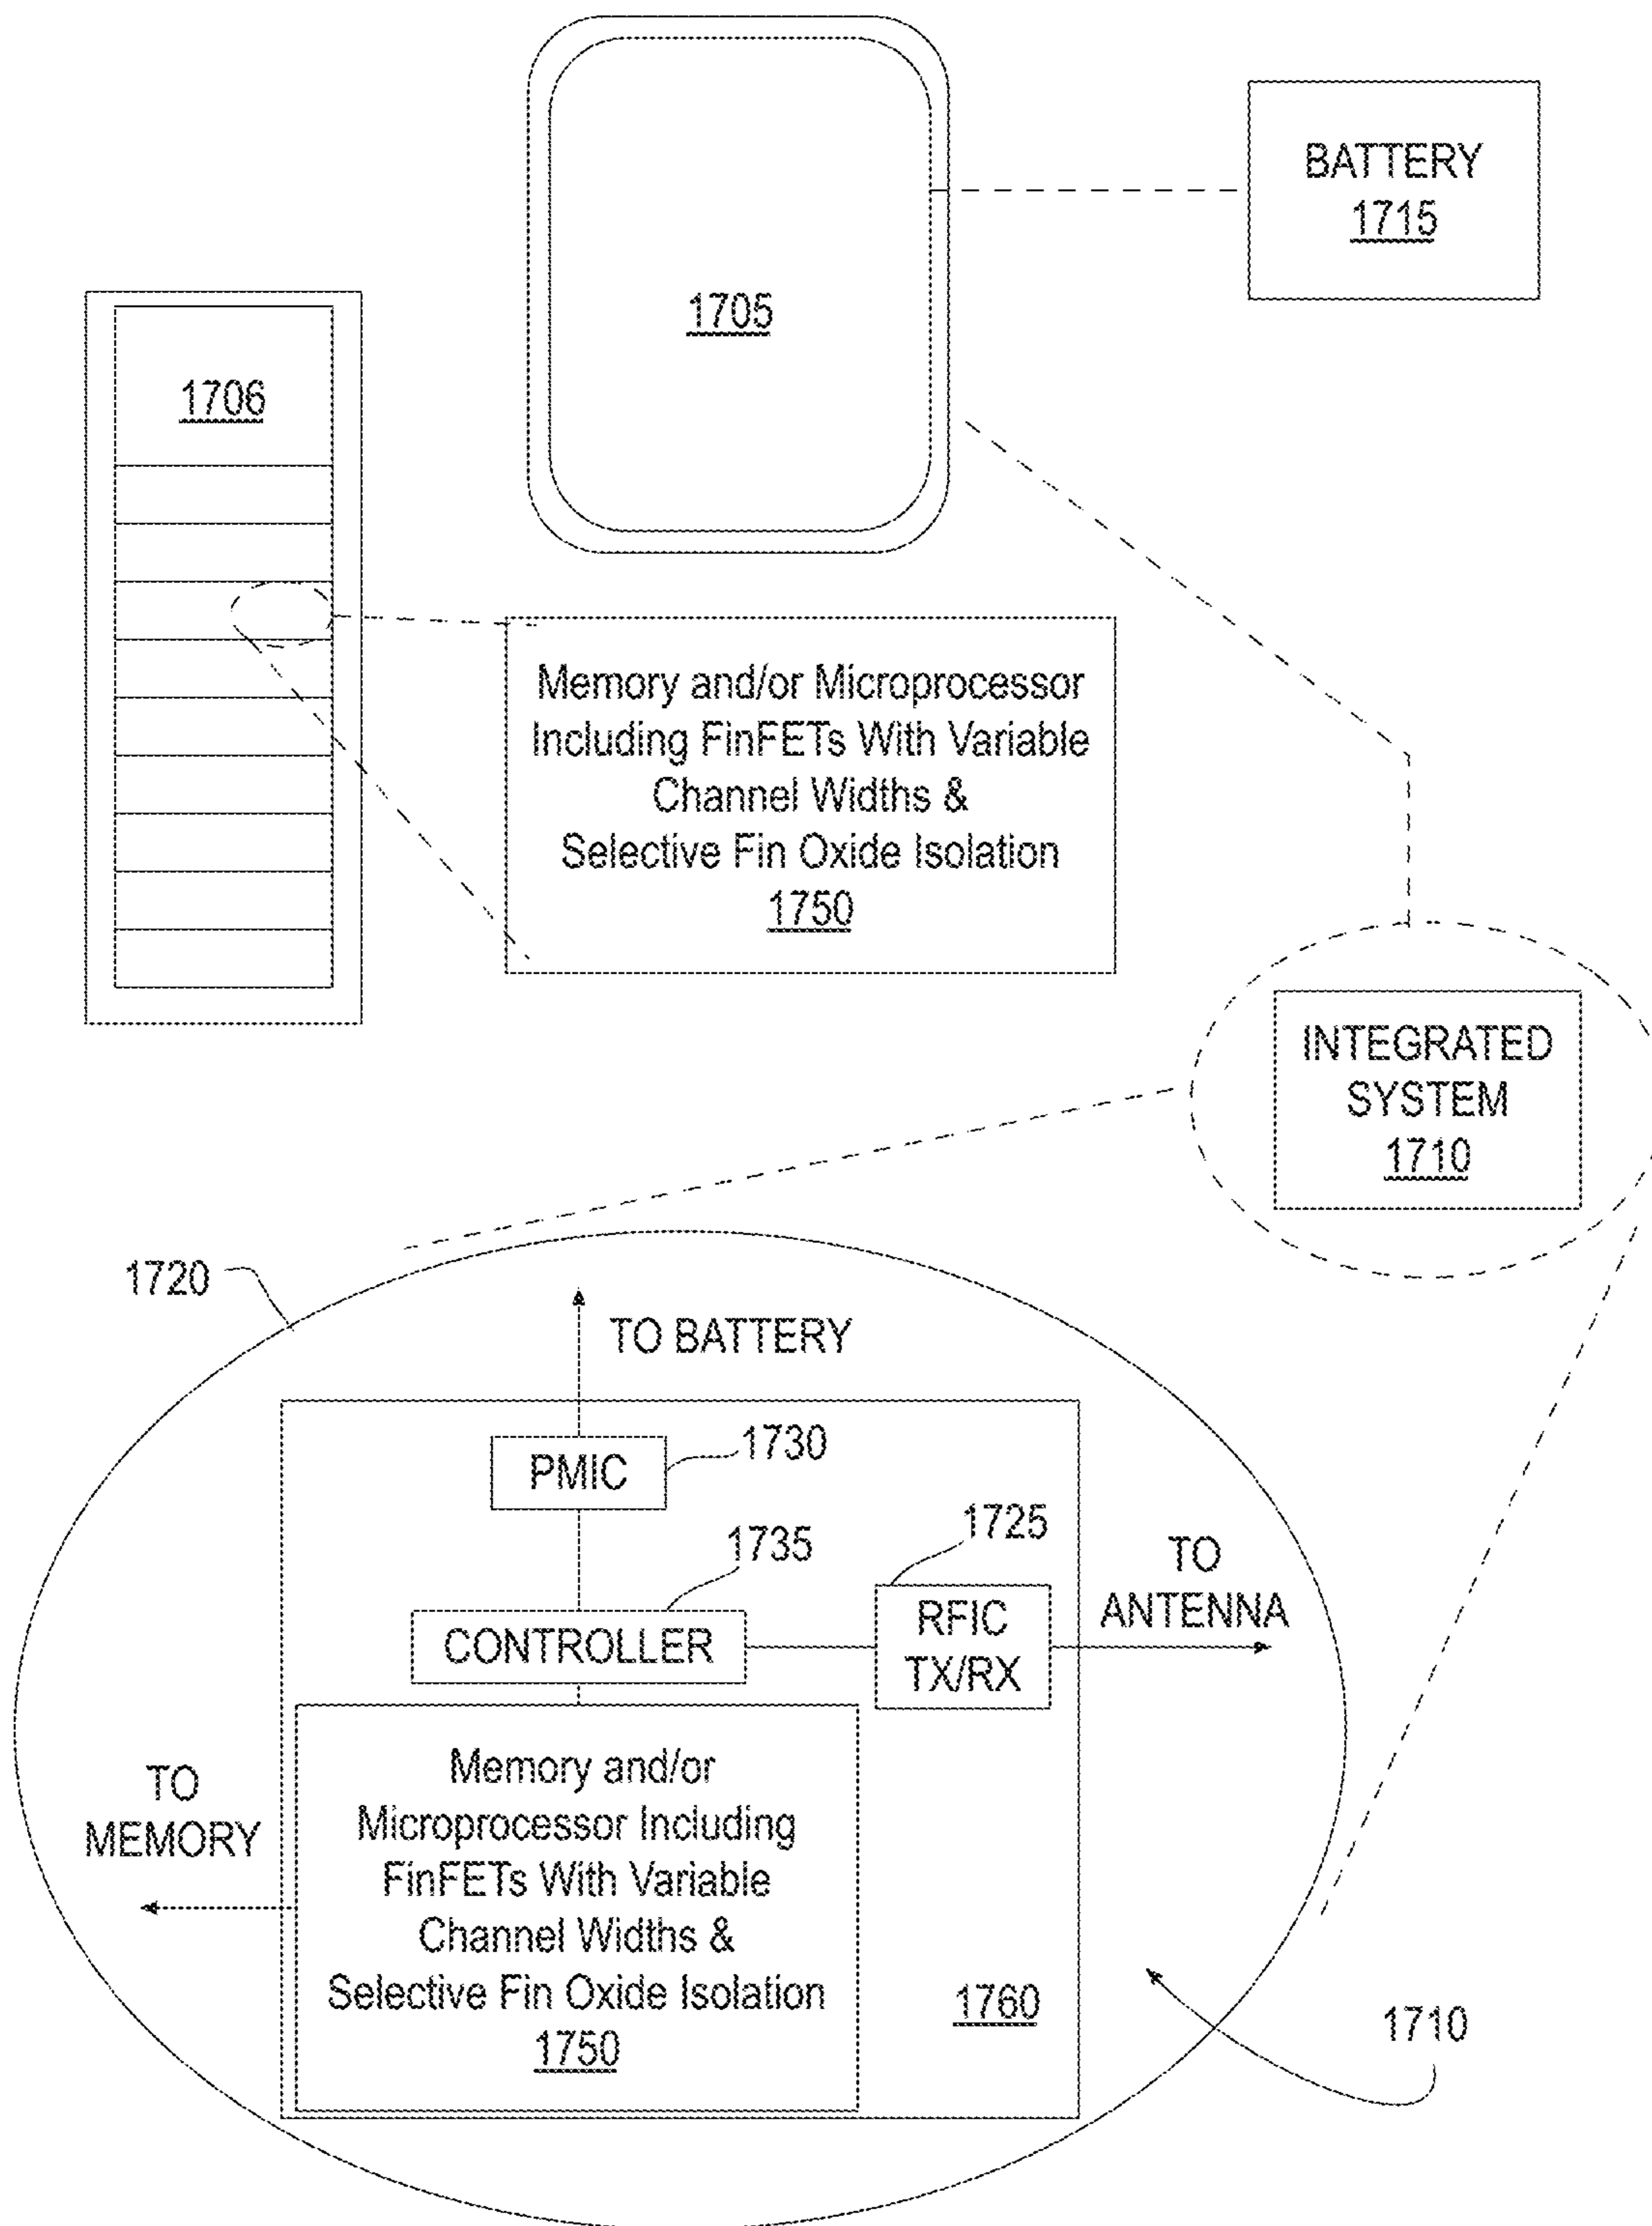 BATTERY
1715
1705
1706
Memory and/or Microprocessor
Including FinFETs With Variable
Channel Widths &
Selective Fin Oxide Isolation
1750
INTEGRATED
SYSTEM
1710
1720
TO BATTERY
PMIC
1730
1735
1725
CONTROLLER
RFIC
TX/RX
TO
ANTENNA
TO
MEMORY
Memory and/or
Microprocessor Including
FinFETs With Variable
Channel Widths &
Selective Fin Oxide Isolation
1750
1760
1710